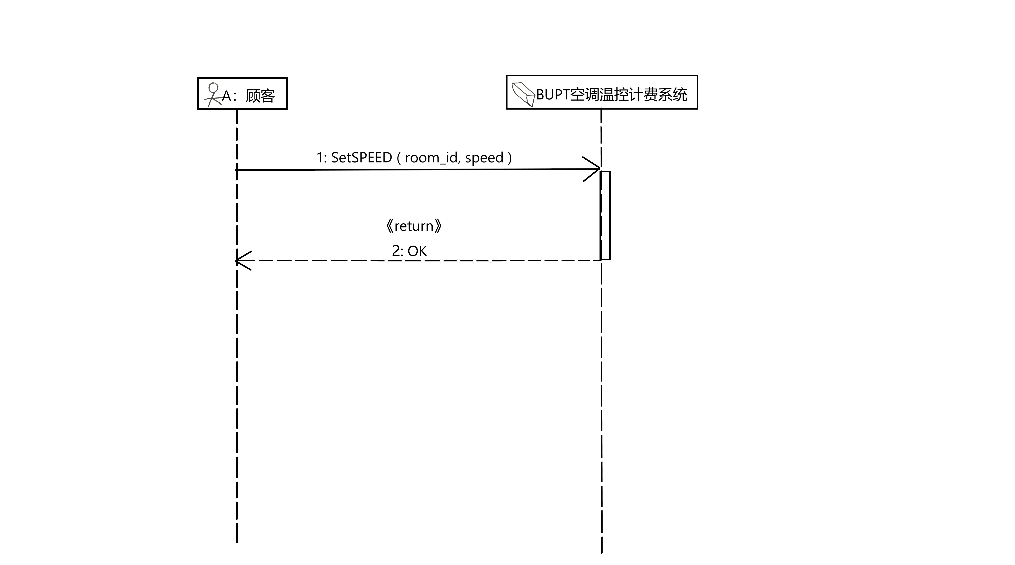 A：顾客
BUPT空调温控计费系统
1: SetSPEED ( room_id, speed )
《return》
2: OK